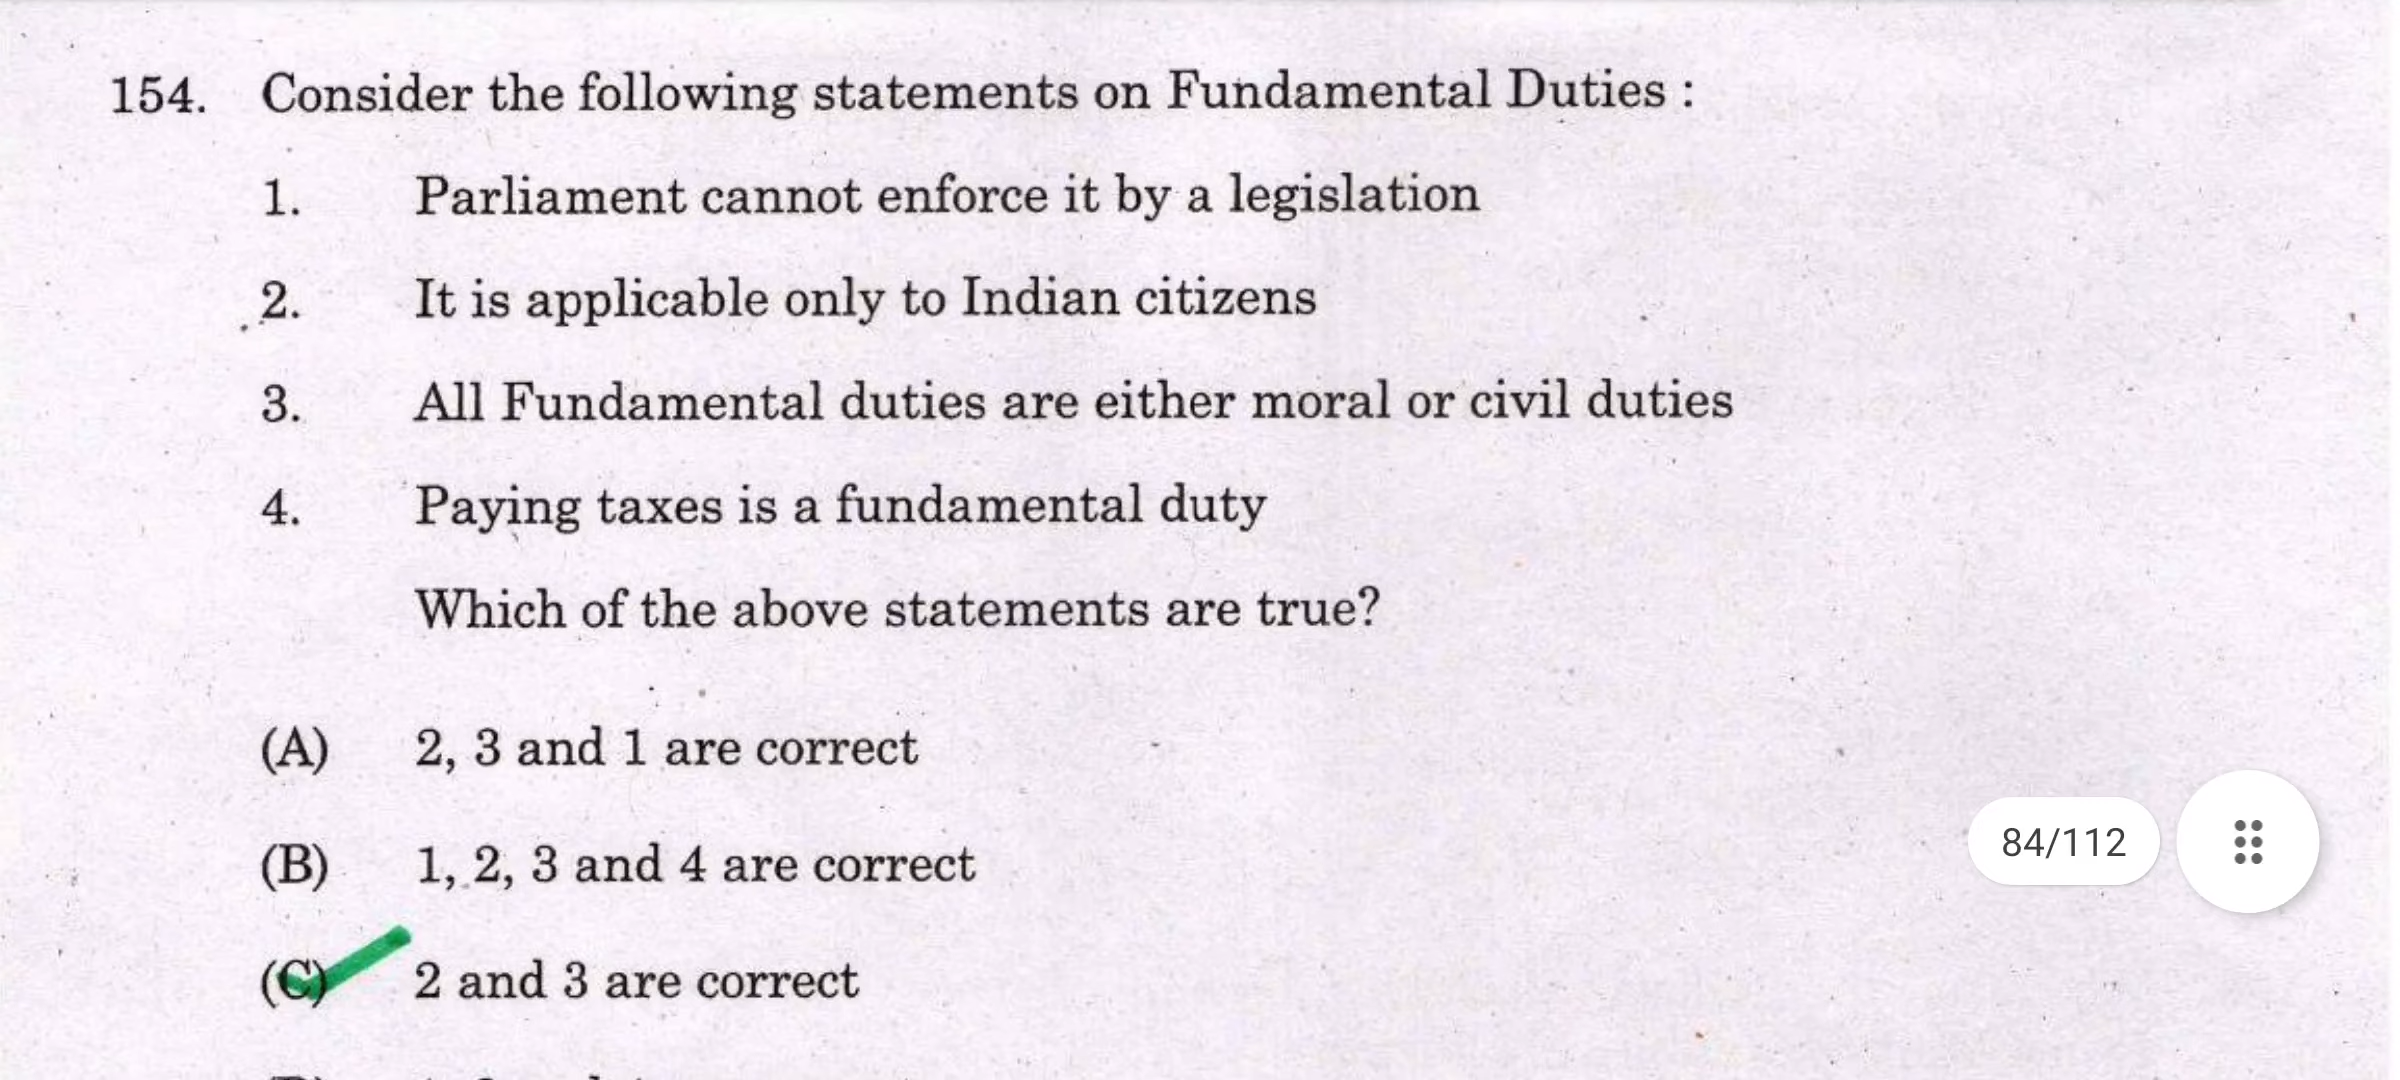 154. Consider the following statements on Fundamental Duties :
1. Parliament cannot enforce it by a legislation
2. It is applicable only to Indian citizens
3. All Fundamental duties are either moral or civil duties
4. Paying taxes is a fundamental duty
Which of the above statements are true?
(A) 2, 3 and 1 are correct
(B) 1, 2, 3 and 4 are correct
84/112
(C) 2 and 3 are correct